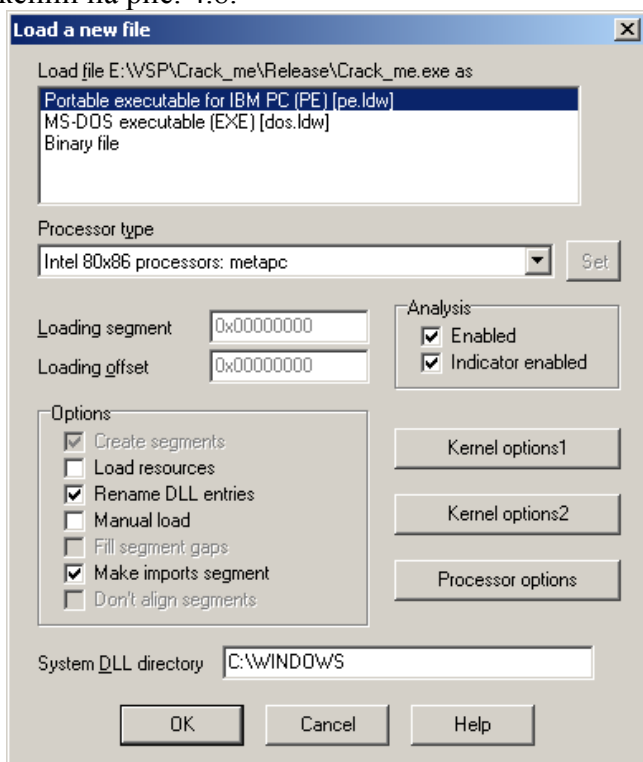 на рис. 4.8.
Load a new file
Load file E:\VSP\Crack_me\Release\Crack_me.exe as
Portable executable for IBM PC (PE) [pe.ldw]
MS-DOS executable (EXE) [dos.ldw]
Binary file
Processor type
Intel 80x86 processors: metapc
Set
Loading segment 0x00000000
Loading offset 0x00000000
Analysis
Enabled
Indicator enabled
Options
Create segments
Load resources
Rename DLL entries
Manual load
Fill segment gaps
Make imports segment
Don't align segments
Kernel options1
Kernel options2
Processor options
System DLL directory C:\WINDOWS
OK Cancel Help